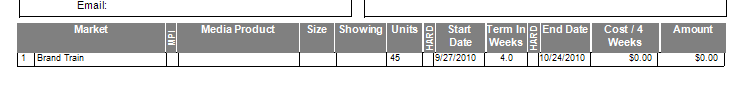 Email:
Market MPI Media Product Size Showing Units HARD Start Date Term In Weeks HARD End Date Cost / 4 Weeks Amount
1 Brand Train 45 9/27/2010 4.0 10/24/2010 $0.00 $0.00